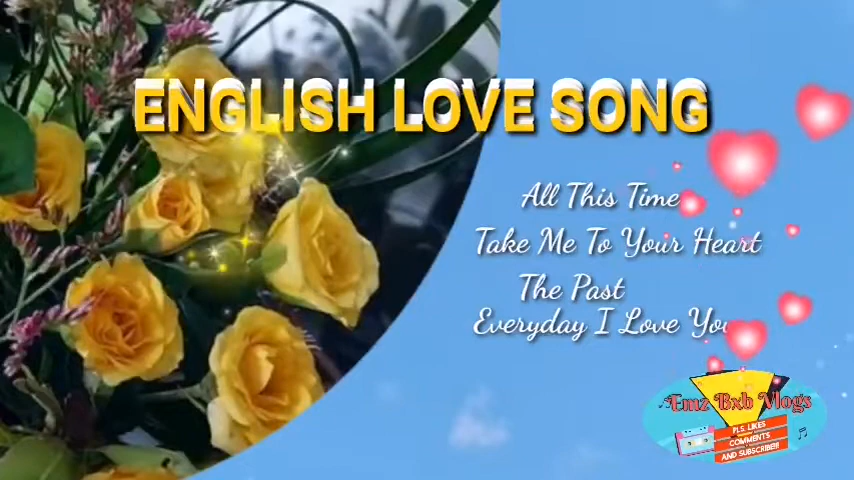 ENGLISH LOVE SONG
All This Time
Take Me To Your Heart
The Past
Everyday I Love You
Emz Bxb Vlogs
PLS. LIKES
COMMENTS
AND SUBSCRIBE!!!